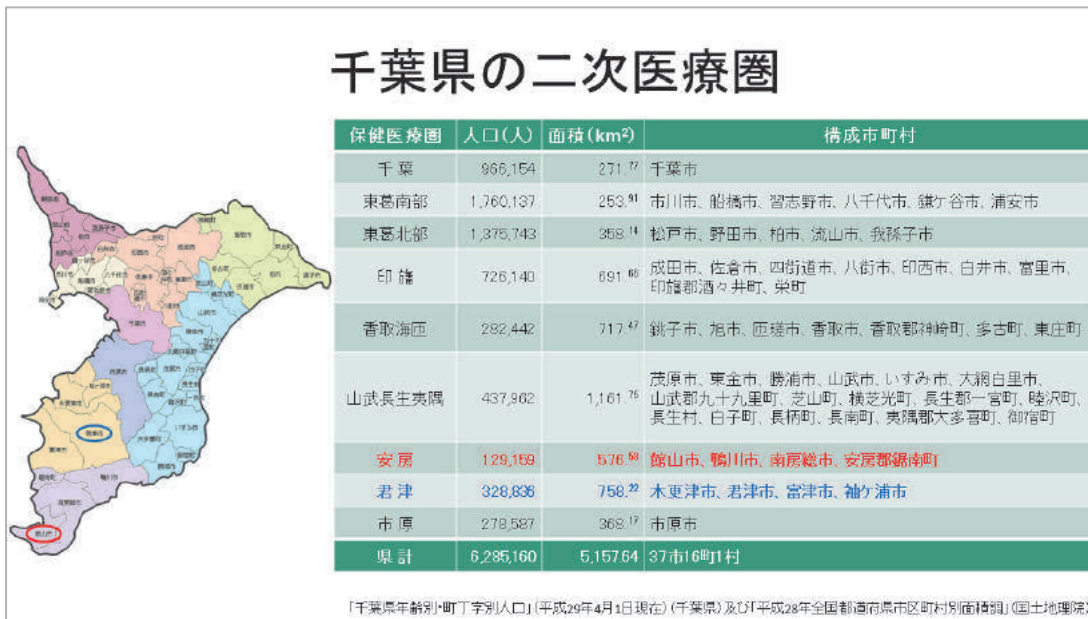 千葉県の二次医療圏
保健医療圏 人口(人) 面積(km²) 構成市町村
千葉 966,154 271.77 千葉市
東葛南部 1,760,137 253.91 市川市、船橋市、習志野市、八千代市、鎌ケ谷市、浦安市
東葛北部 1,375,743 358.14 松戸市、野田市、柏市、流山市、我孫子市
印旛 726,140 691.66 成田市、佐倉市、四街道市、八街市、印西市、白井市、富里市、
印旛郡酒々井町、栄町
香取海匝 282,442 717.47 銚子市、旭市、匝瑳市、香取市、香取郡神崎町、多古町、東庄町
山武長生夷隅 437,962 1,161.75 茂原市、東金市、勝浦市、山武市、いすみ市、大網白里市、
山武郡九十九里町、芝山町、横芝光町、長生郡一宮町、睦沢町、
長生村、白子町、長柄町、長南町、夷隅郡大多喜町、御宿町
安房 129,159 576.58 館山市、鴨川市、南房総市、安房郡鋸南町
君津 328,836 758.22 木更津市、君津市、富津市、袖ケ浦市
市原 278,587 368.17 市原市
県計 6,285,160 5,157.64 37市16町1村
「千葉県年齢別・町丁字別人口」(平成29年4月1日現在)(千葉県)及び「平成28年全国都道府県市区町村別面積調」(国土地理院)